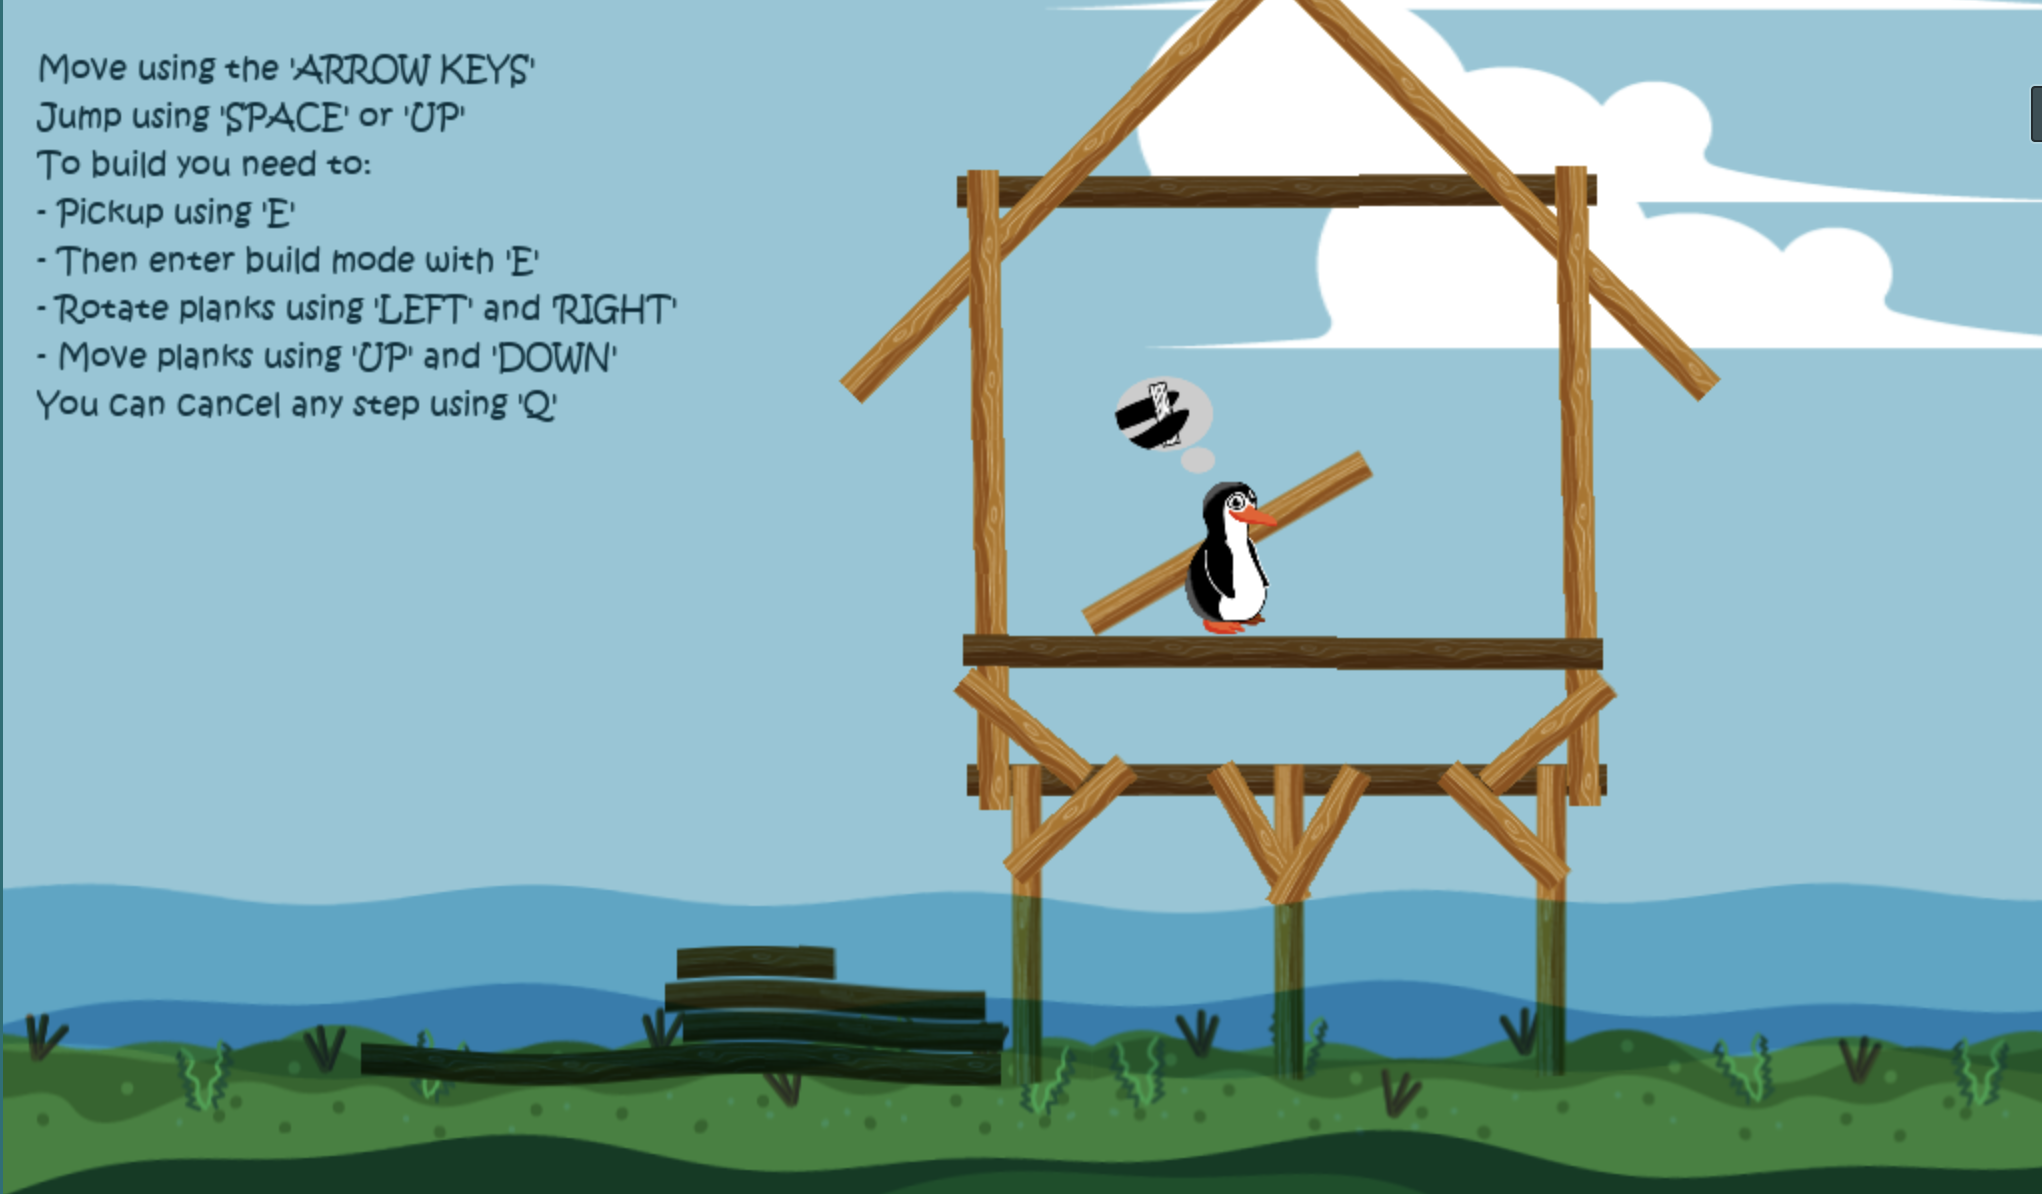 Move using the 'ARROW KEYS'
Jump using 'SPACE' or 'UP'
To build you need to:
- Pickup using 'E'
- Then enter build mode with 'E'
- Rotate planks using 'LEFT' and 'RIGHT'
- Move planks using 'UP' and 'DOWN'
You can cancel any step using 'Q'